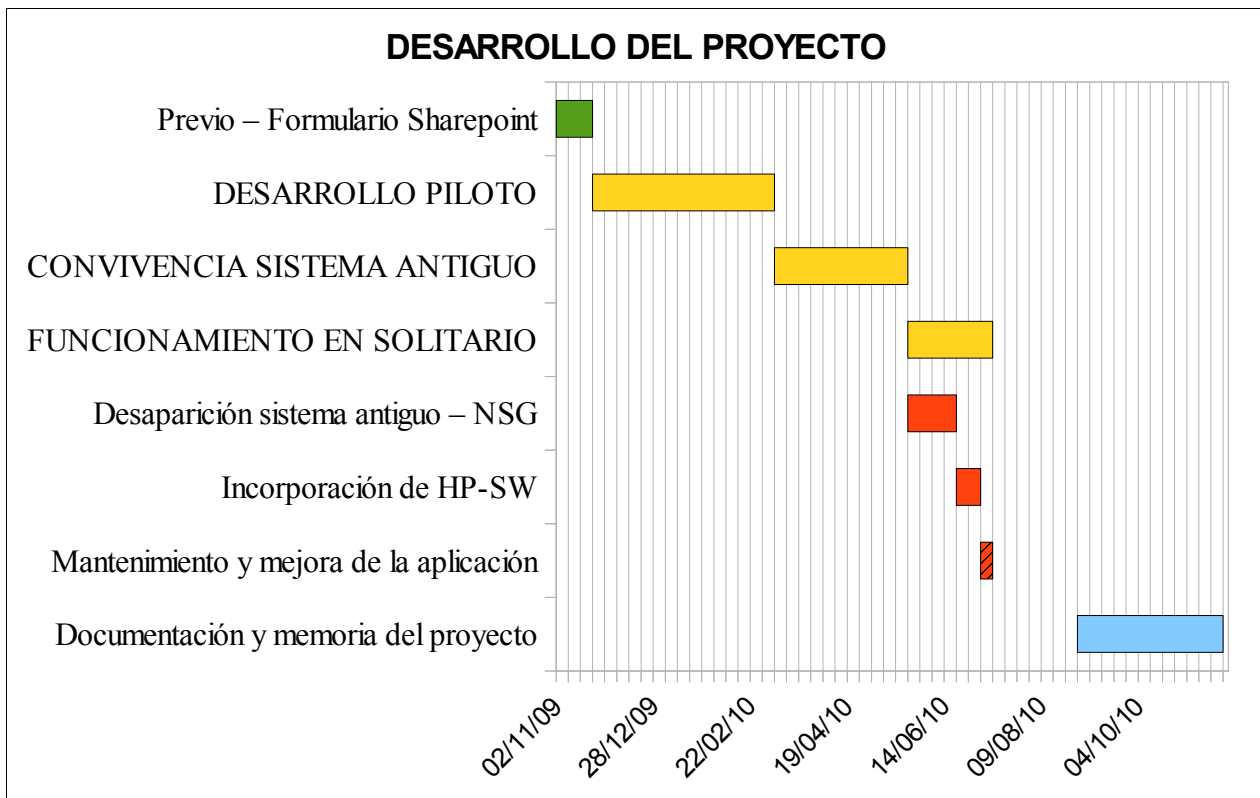 DESARROLLO DEL PROYECTO
Previo – Formulario Sharepoint
DESARROLLO PILOTO
CONVIVENCIA SISTEMA ANTIGUO
FUNCIONAMIENTO EN SOLITARIO
Desaparición sistema antiguo – NSG
Incorporación de HP-SW
Mantenimiento y mejora de la aplicación
Documentación y memoria del proyecto
02/11/09
28/12/09
22/02/10
19/04/10
14/06/10
09/08/10
04/10/10